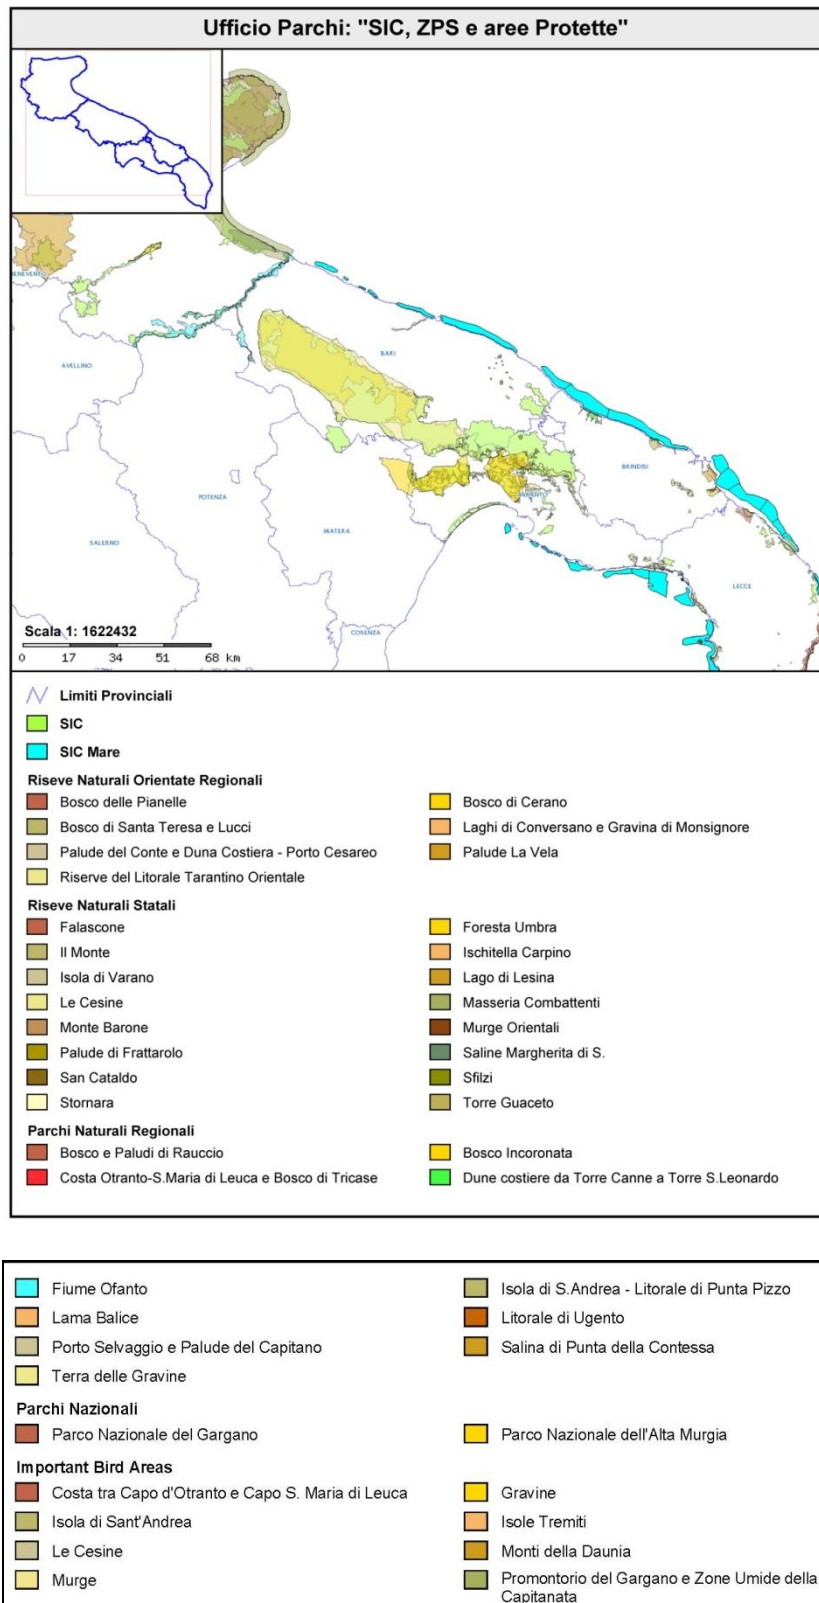 Ufficio Parchi: "SIC, ZPS e aree Protette"
BENEVENTO
AVELLINO
BARI
BRINDISI
POTENZA
TARANTO
MATERA
SALERNO
LECCE
COSENZA
Scala 1: 1622432
0 17 34 51 68 km
Limiti Provinciali
SIC
SIC Mare
Riseve Naturali Orientate Regionali
Bosco delle Pianelle
Bosco di Cerano
Bosco di Santa Teresa e Lucci
Laghi di Conversano e Gravina di Monsignore
Palude del Conte e Duna Costiera - Porto Cesareo
Palude La Vela
Riserve del Litorale Tarantino Orientale
Riseve Naturali Statali
Falascone
Foresta Umbra
Il Monte
Ischitella Carpino
Isola di Varano
Lago di Lesina
Le Cesine
Masseria Combattenti
Monte Barone
Murge Orientali
Palude di Frattarolo
Saline Margherita di S.
San Cataldo
Sfilzi
Stornara
Torre Guaceto
Parchi Naturali Regionali
Bosco e Paludi di Rauccio
Bosco Incoronata
Costa Otranto-S.Maria di Leuca e Bosco di Tricase
Dune costiere da Torre Canne a Torre S.Leonardo
Fiume Ofanto
Isola di S.Andrea - Litorale di Punta Pizzo
Lama Balice
Litorale di Ugento
Porto Selvaggio e Palude del Capitano
Salina di Punta della Contessa
Terra delle Gravine
Parchi Nazionali
Parco Nazionale del Gargano
Parco Nazionale dell'Alta Murgia
Important Bird Areas
Costa tra Capo d'Otranto e Capo S. Maria di Leuca
Gravine
Isola di Sant'Andrea
Isole Tremiti
Le Cesine
Monti della Daunia
Murge
Promontorio del Gargano e Zone Umide della
Capitanata